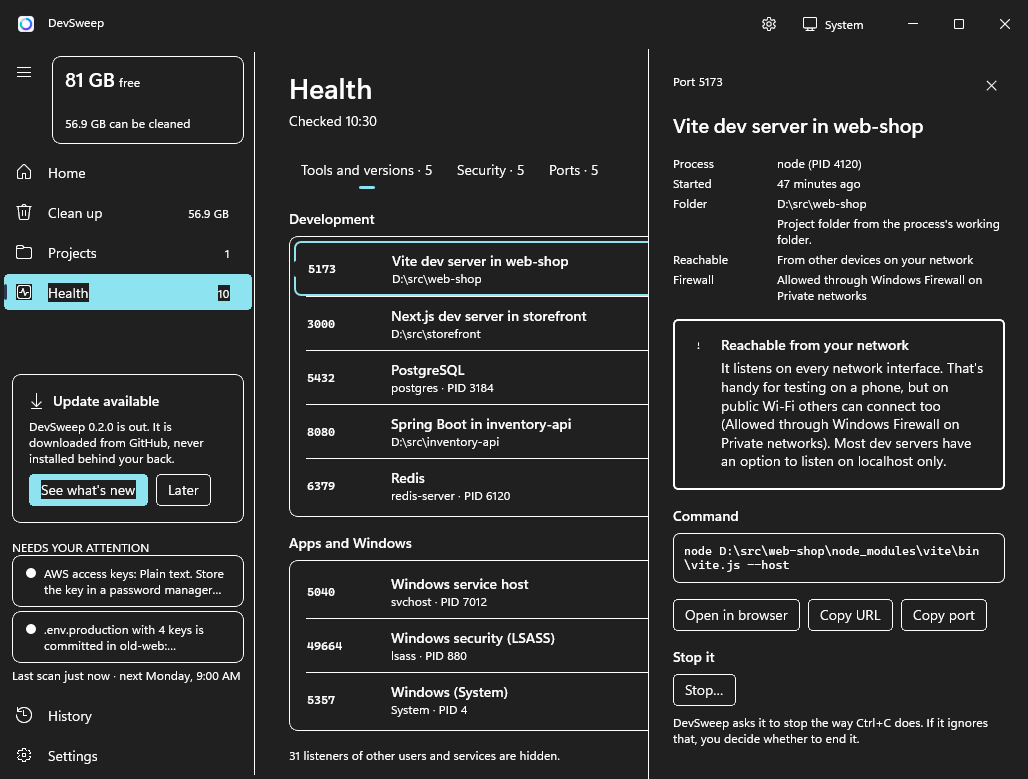 DevSweep
System
81 GB free
56.9 GB can be cleaned
Home
Clean up 56.9 GB
Projects 1
Health 10
Update available
DevSweep 0.2.0 is out. It is
downloaded from GitHub, never
installed behind your back.
See what's new Later
NEEDS YOUR ATTENTION
AWS access keys: Plain text. Store
the key in a password manager...
.env.production with 4 keys is
committed in old-web:...
Last scan just now · next Monday, 9:00 AM
History
Settings
Health
Checked 10:30
Tools and versions · 5 Security · 5 Ports · 5
Development
5173 Vite dev server in web-shop
D:\src\web-shop
3000 Next.js dev server in storefront
D:\src\storefront
5432 PostgreSQL
postgres · PID 3184
8080 Spring Boot in inventory-api
D:\src\inventory-api
6379 Redis
redis-server · PID 6120
Apps and Windows
5040 Windows service host
svchost · PID 7012
49664 Windows security (LSASS)
lsass · PID 880
5357 Windows (System)
System · PID 4
31 listeners of other users and services are hidden.
Port 5173
Vite dev server in web-shop
Process node (PID 4120)
Started 47 minutes ago
Folder D:\src\web-shop
Project folder from the process's working
folder.
Reachable From other devices on your network
Firewall Allowed through Windows Firewall on
Private networks
Reachable from your network
It listens on every network interface. That's
handy for testing on a phone, but on
public Wi-Fi others can connect too
(Allowed through Windows Firewall on
Private networks). Most dev servers have
an option to listen on localhost only.
Command
node D:\src\web-shop\node_modules\vite\bin
\vite.js --host
Open in browser Copy URL Copy port
Stop it
Stop...
DevSweep asks it to stop the way Ctrl+C does. If it ignores
that, you decide whether to end it.